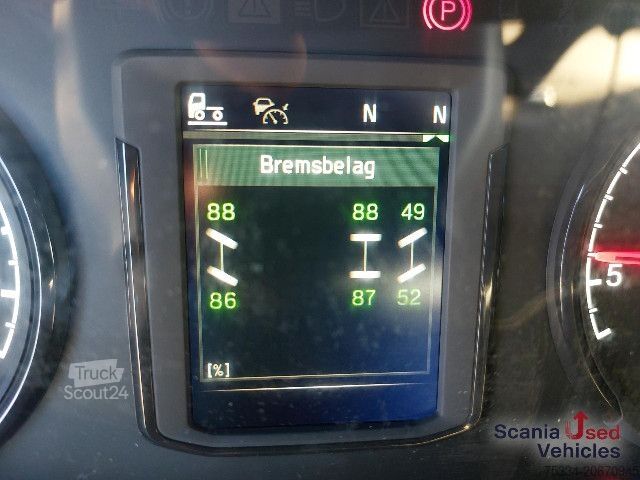 P
N
N
Bremsbelag
88 88 49
86 87 52
[%]
5
Truck
Scout24
Scania Used
Vehicles